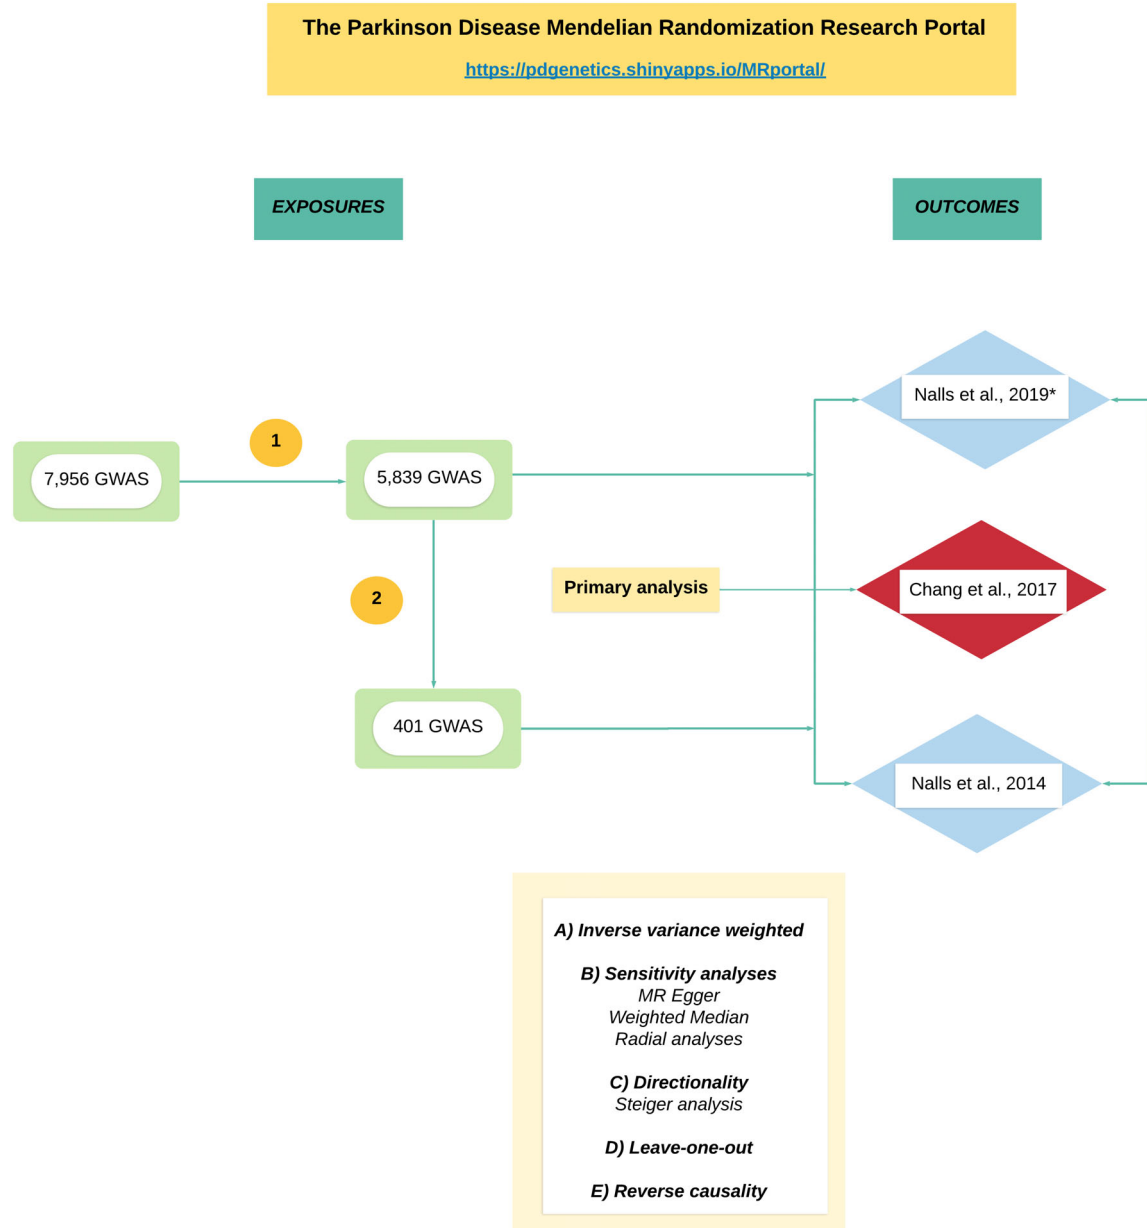 The Parkinson Disease Mendelian Randomization Research Portal
https://pdgenetics.shinyapps.io/MRportal/
EXPOSURES
OUTCOMES
Nalls et al., 2019*
1
7,956 GWAS
5,839 GWAS
Primary analysis
Chang et al., 2017
2
401 GWAS
Nalls et al., 2014
A) Inverse variance weighted
B) Sensitivity analyses
MR Egger
Weighted Median
Radial analyses
C) Directionality
Steiger analysis
D) Leave-one-out
E) Reverse causality